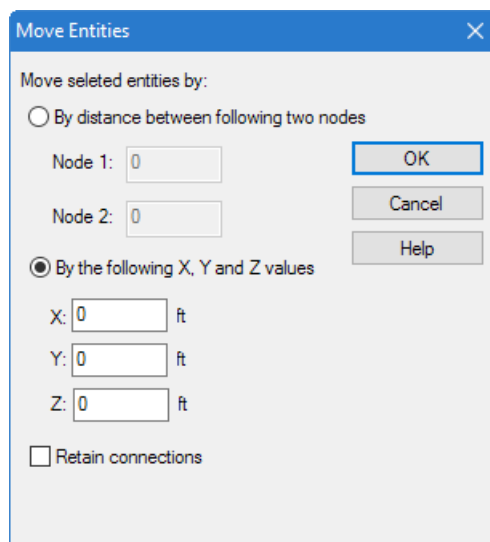 Move Entities
Move seleted entities by:
By distance between following two nodes
Node 1: 0
OK
Node 2: 0
Cancel
Help
By the following X, Y and Z values
X: 0 ft
Y: 0 ft
Z: 0 ft
Retain connections